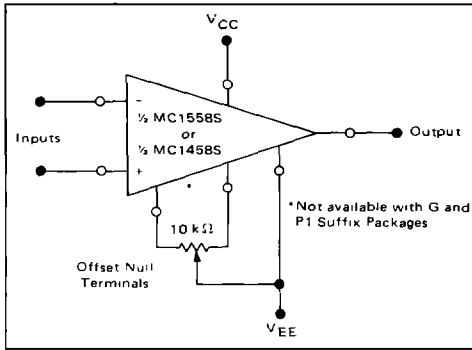 VCC
Inputs
−
½ MC1558S
or
½ MC1458S
+
*
Output
*Not available with G and
P1 Suffix Packages
10 kΩ
Offset Null
Terminals
VEE